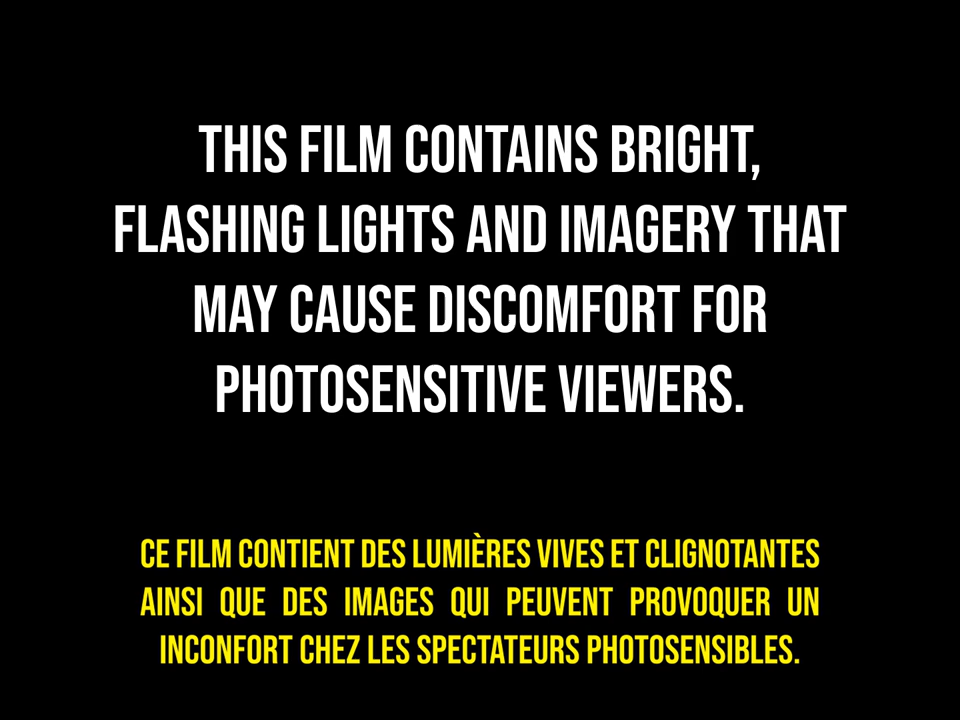 THIS FILM CONTAINS BRIGHT,
FLASHING LIGHTS AND IMAGERY THAT
MAY CAUSE DISCOMFORT FOR
PHOTOSENSITIVE VIEWERS.
CE FILM CONTIENT DES LUMIÈRES VIVES ET CLIGNOTANTES
AINSI QUE DES IMAGES QUI PEUVENT PROVOQUER UN
INCONFORT CHEZ LES SPECTATEURS PHOTOSENSIBLES.